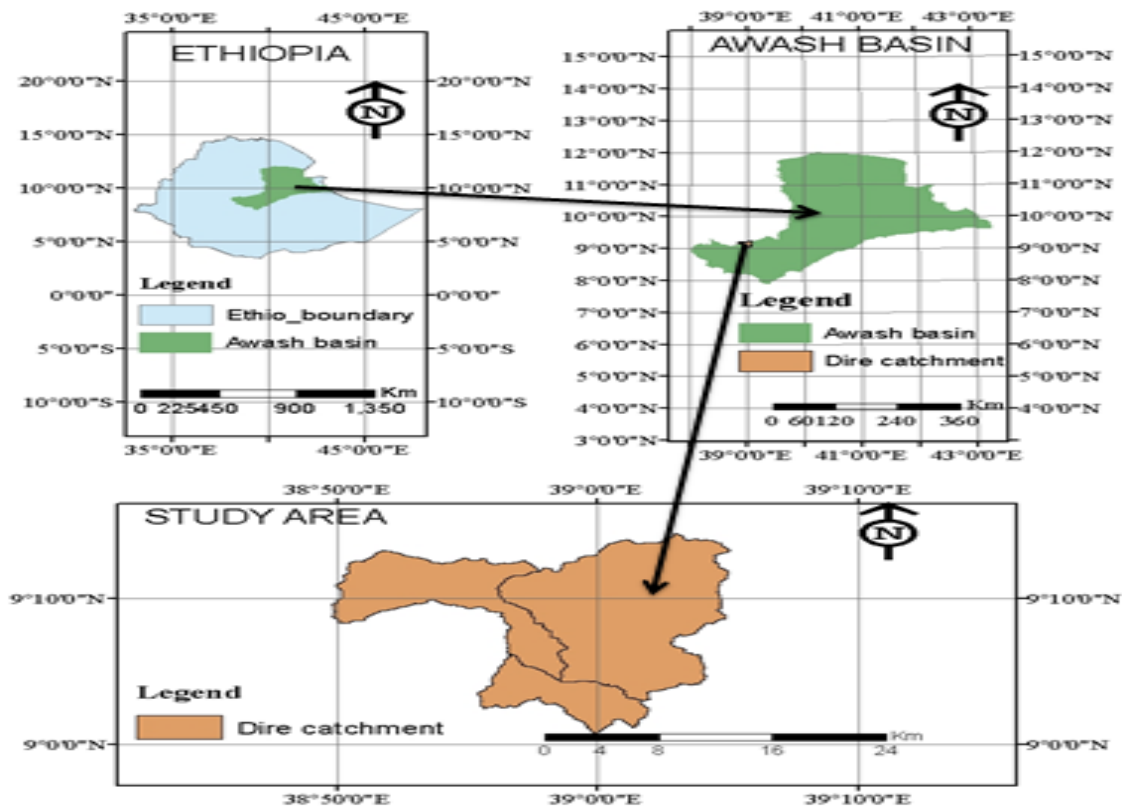 35°0'0"E 45°0'0"E
ETHIOPIA
N
20°0'0"N 20°0'0"N
15°0'0"N 15°0'0"N
10°0'0"N 10°0'0"N
5°0'0"N 5°0'0"N
0°0'0" 0°0'0"
5°0'0"S 5°0'0"S
10°0'0"S 10°0'0"S
Legend
Ethio_boundary
Awash basin
Km
0 225450 900 1,350
35°0'0"E 45°0'0"E
39°0'0"E 41°0'0"E 43°0'0"E
AWASH BASIN
N
15°0'0"N 15°0'0"N
14°0'0"N 14°0'0"N
13°0'0"N 13°0'0"N
12°0'0"N 12°0'0"N
11°0'0"N 11°0'0"N
10°0'0"N 10°0'0"N
9°0'0"N 9°0'0"N
8°0'0"N 8°0'0"N
7°0'0"N 7°0'0"N
6°0'0"N 6°0'0"N
5°0'0"N 5°0'0"N
4°0'0"N 4°0'0"N
3°0'0"N
Legend
Awash basin
Dire catchment
Km
0 60120 240 360
39°0'0"E 41°0'0"E 43°0'0"E
38°50'0"E 39°0'0"E 39°10'0"E
STUDY AREA
N
9°10'0"N 9°10'0"N
Legend
Dire catchment
Km
0 4 8 16 24
9°0'0"N 9°0'0"N
38°50'0"E 39°0'0"E 39°10'0"E